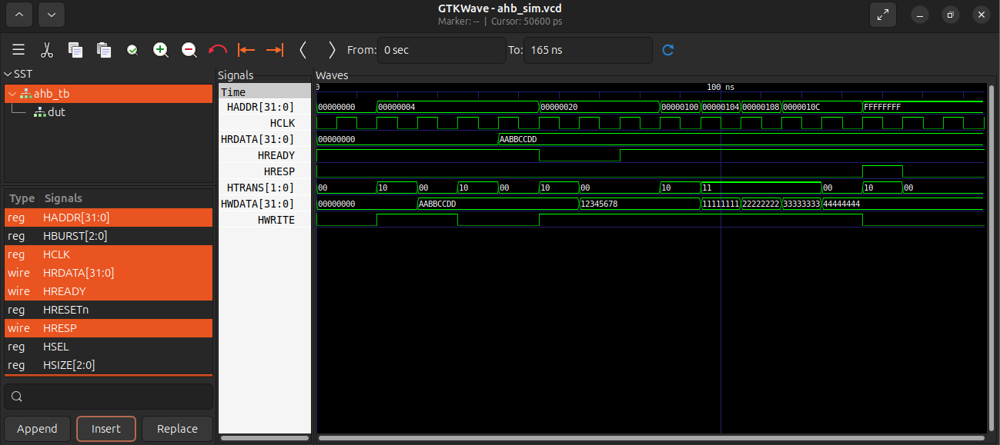 GTKWave - ahb_sim.vcd
Marker: -- | Cursor: 50600 ps
From: 0 sec To: 165 ns
SST
ahb_tb
dut
Type Signals
reg HADDR[31:0]
reg HBURST[2:0]
reg HCLK
wire HRDATA[31:0]
wire HREADY
reg HRESETn
wire HRESP
reg HSEL
reg HSIZE[2:0]
Append Insert Replace
Signals Waves
Time 0 100 ns
HADDR[31:0] 00000000 00000004 00000020 00000100 00000104 00000108 0000010C FFFFFFFF
HCLK
HRDATA[31:0] 00000000 AABBCCDD
HREADY
HRESP
HTRANS[1:0] 00 10 00 10 00 10 00 10 11 00 10 00
HWDATA[31:0] 00000000 AABBCCDD 12345678 11111111 22222222 33333333 44444444
HWRITE